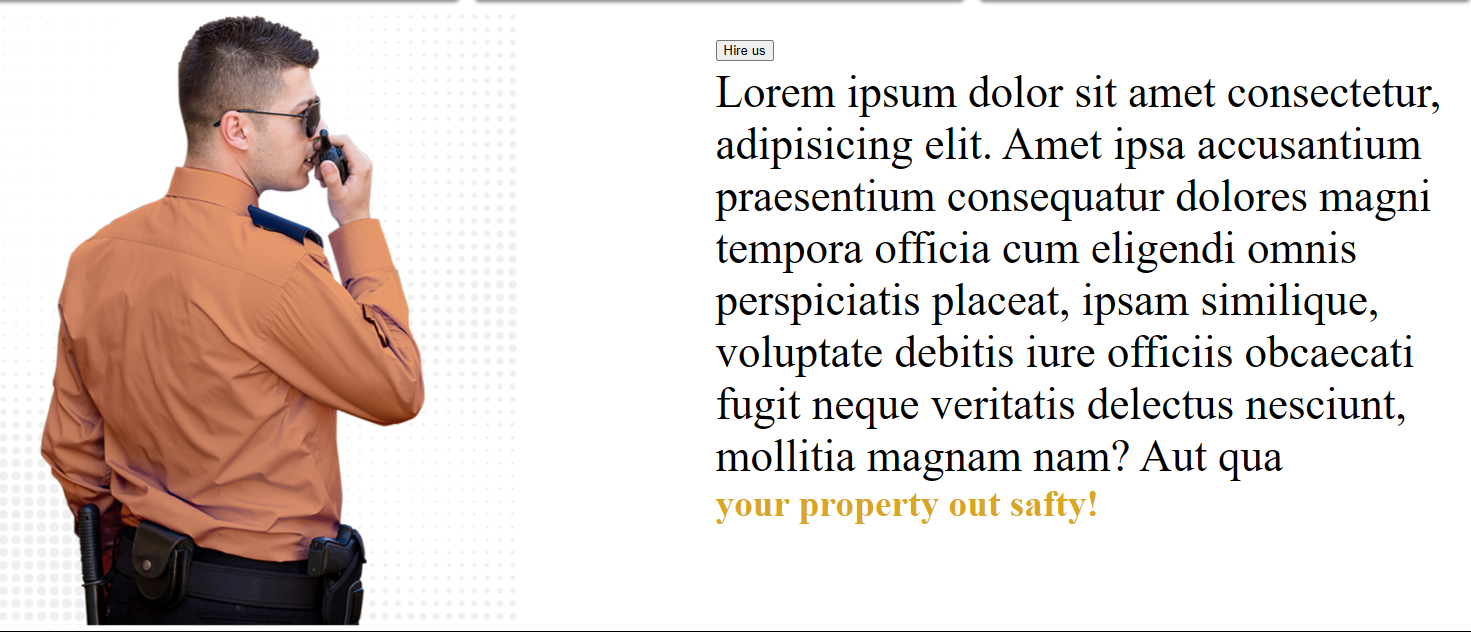 Hire us
Lorem ipsum dolor sit amet consectetur,
adipisicing elit. Amet ipsa accusantium
praesentium consequatur dolores magni
tempora officia cum eligendi omnis
perspiciatis placeat, ipsam similique,
voluptate debitis iure officiis obcaecati
fugit neque veritatis delectus nesciunt,
mollitia magnam nam? Aut qua
your property out safty!